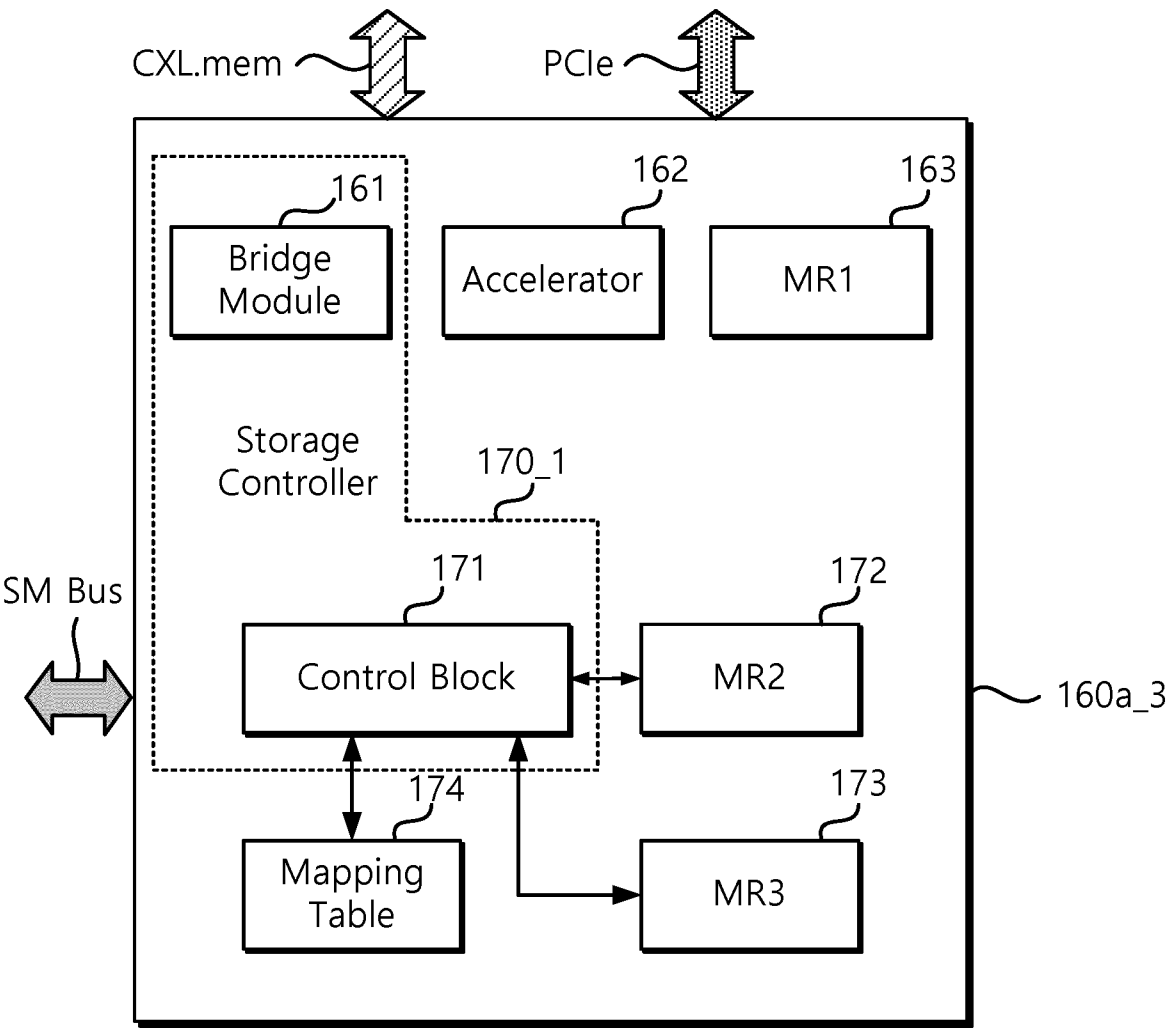 CXL.mem
PCIe
161
162
163
Bridge
Module
Accelerator
MR1
Storage
Controller
170_1
SM Bus
171
172
Control Block
MR2
160a_3
174
173
Mapping
Table
MR3